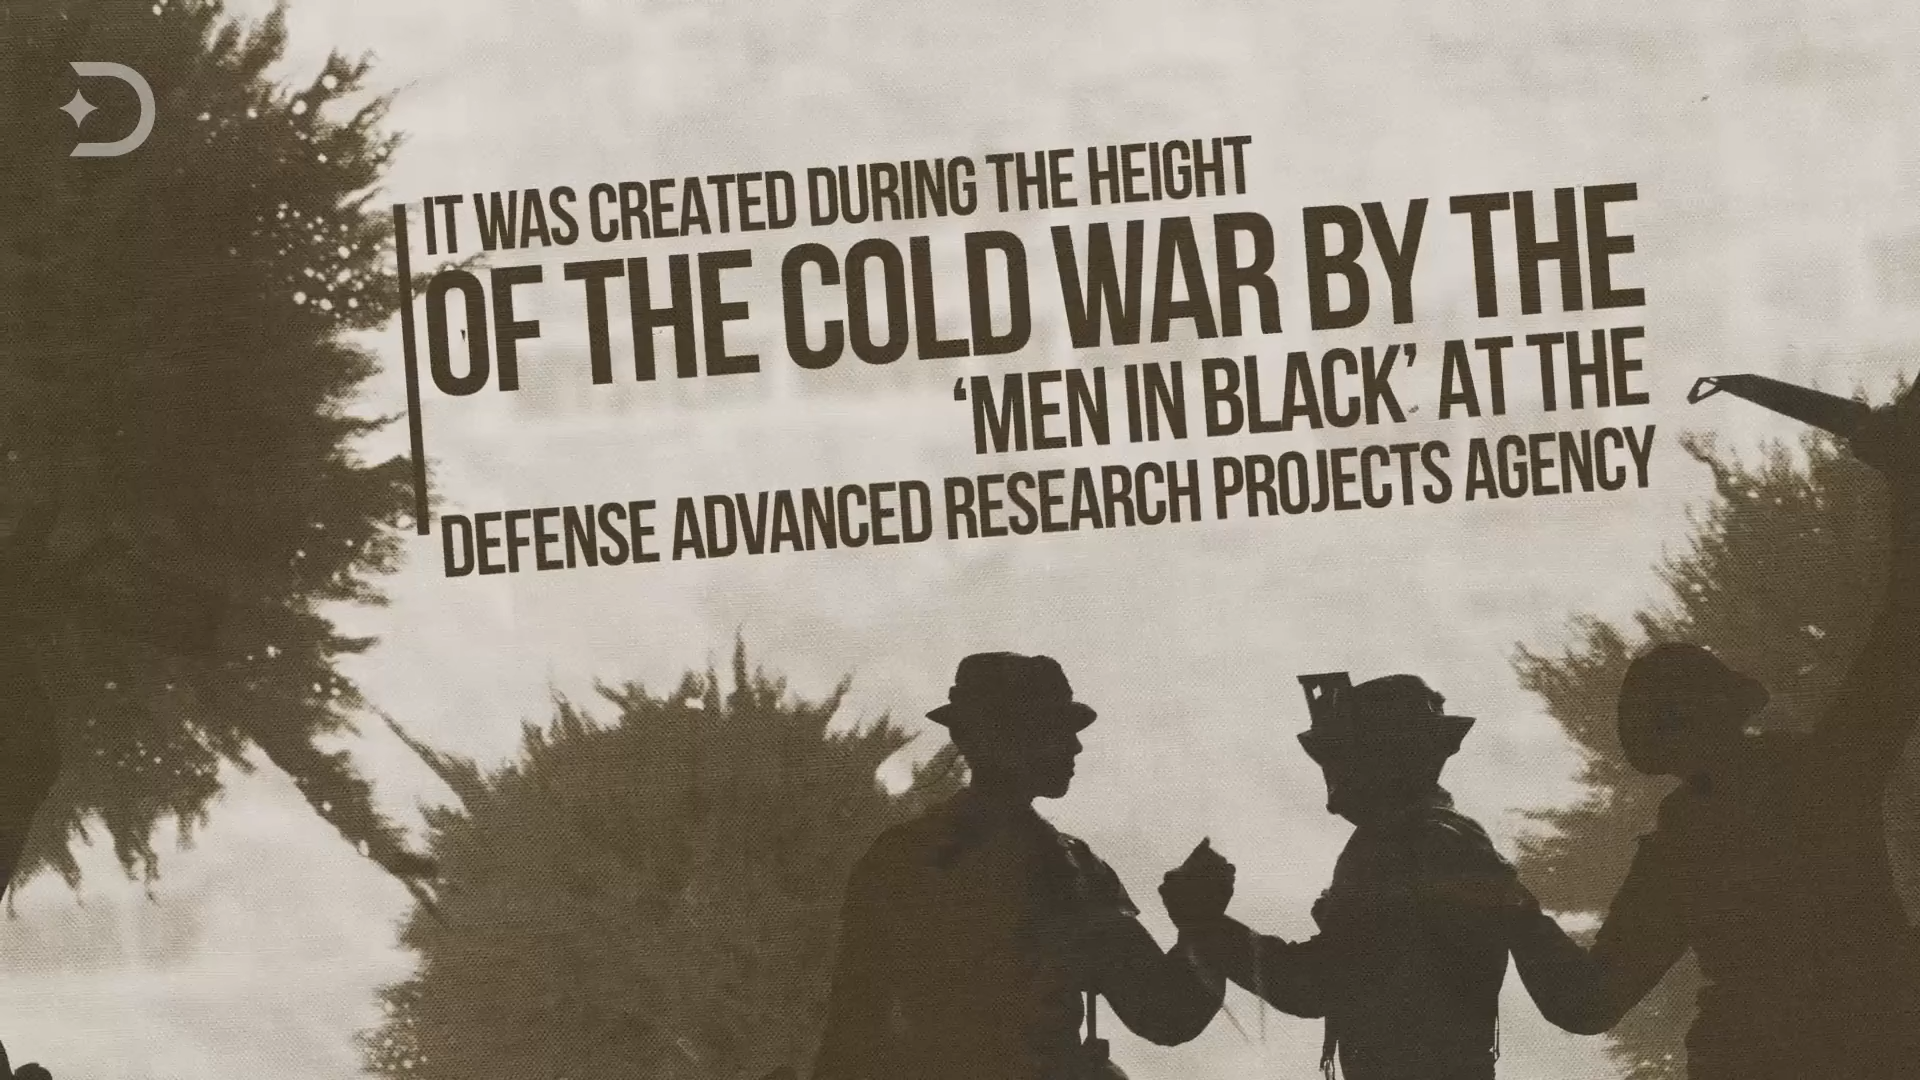 IT WAS CREATED DURING THE HEIGHT
OF THE COLD WAR BY THE
‘MEN IN BLACK’ AT THE
DEFENSE ADVANCED RESEARCH PROJECTS AGENCY